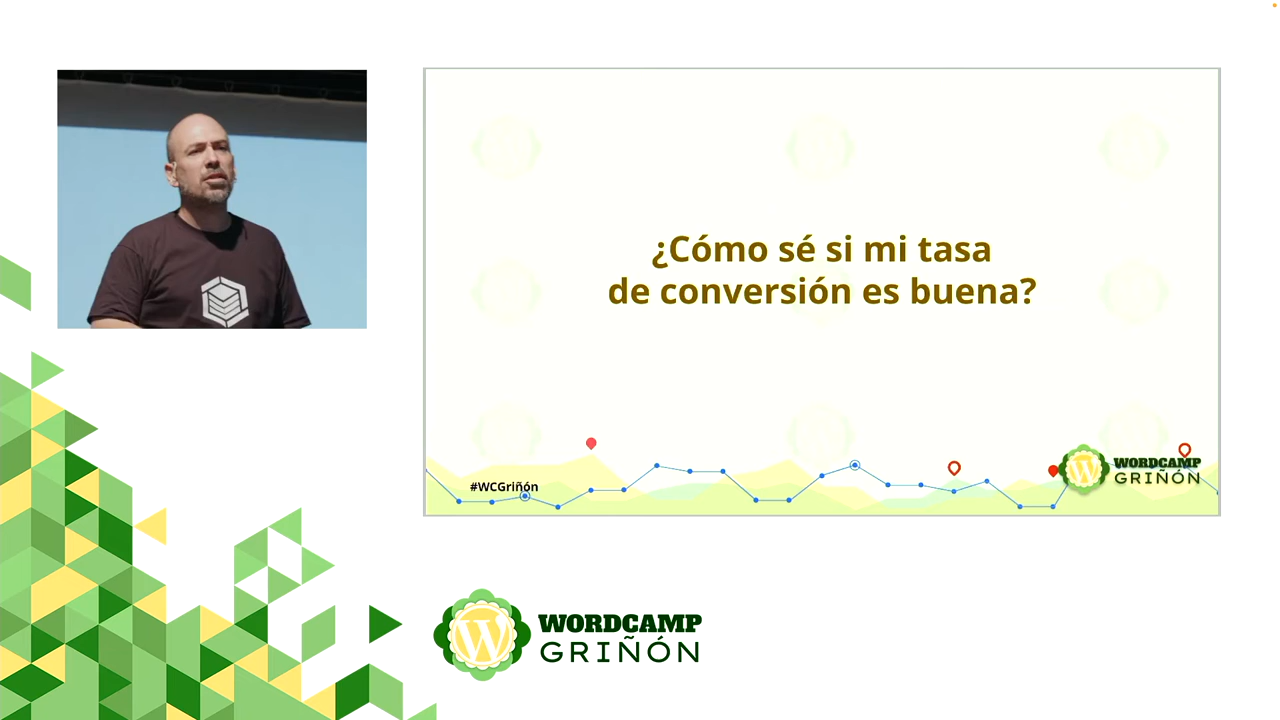 ¿Cómo sé si mi tasa
de conversión es buena?
#WCGriñón
WORDCAMP
GRIÑÓN
WORDCAMP
GRIÑÓN